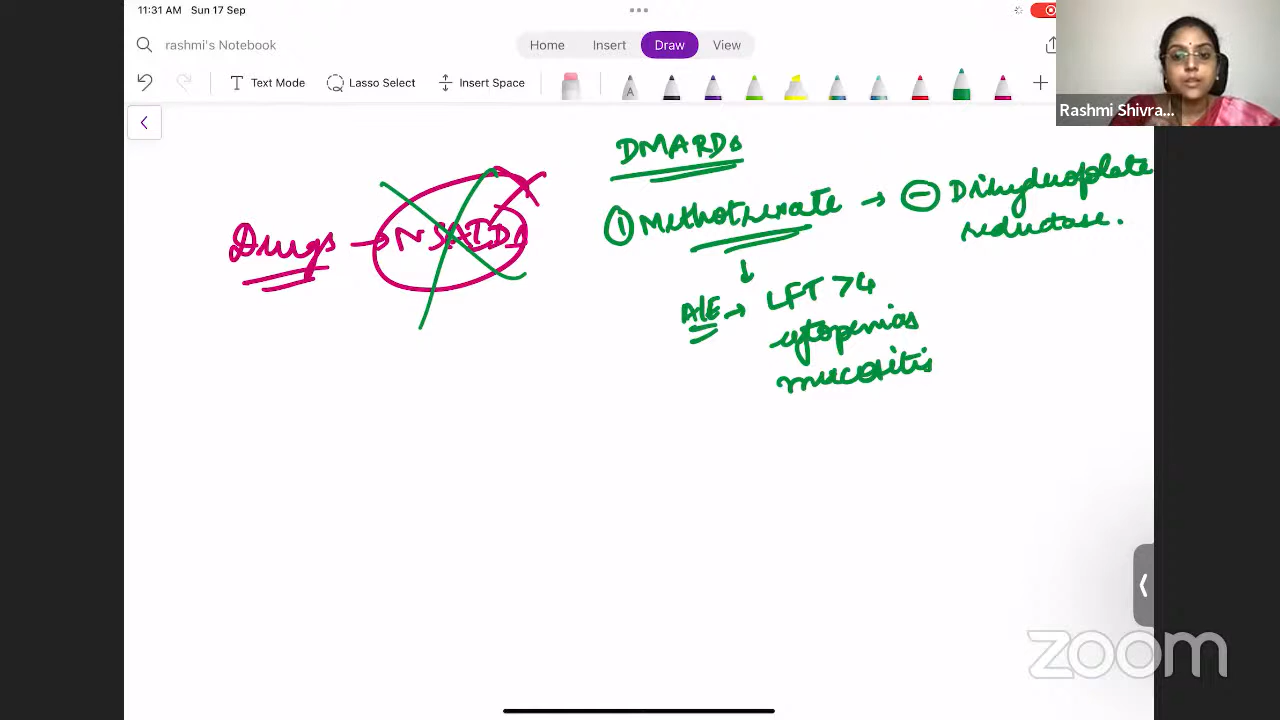 11:31 AM Sun 17 Sep
rashmi's Notebook
Home Insert Draw View
Text Mode Lasso Select Insert Space
A
Rashmi Shivra...
Drugs → NSAIDs
DMARDs
① Methotrexate → ⊖ Dihydrofolate
reductase.
↓
A/E → LFT >4
cytopenias
mucositis
zoom